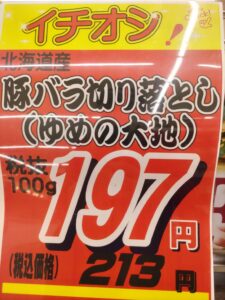 イチオシ!
北海道産
豚バラ切り落とし
(ゆめの大地)
税抜
100g
197円
(税込価格) 213円